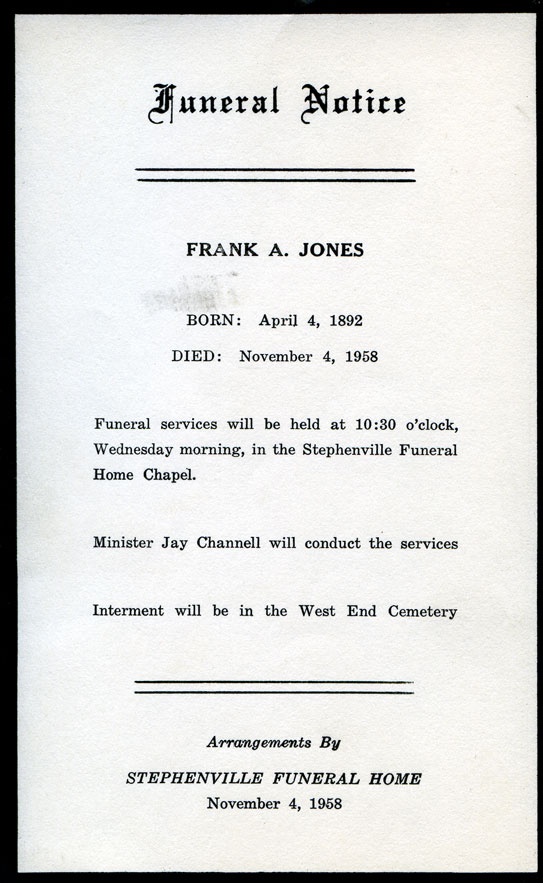 Funeral Notice
FRANK A. JONES
BORN: April 4, 1892
DIED: November 4, 1958
Funeral services will be held at 10:30 o'clock,
Wednesday morning, in the Stephenville Funeral
Home Chapel.
Minister Jay Channell will conduct the services
Interment will be in the West End Cemetery
Arrangements By
STEPHENVILLE FUNERAL HOME
November 4, 1958